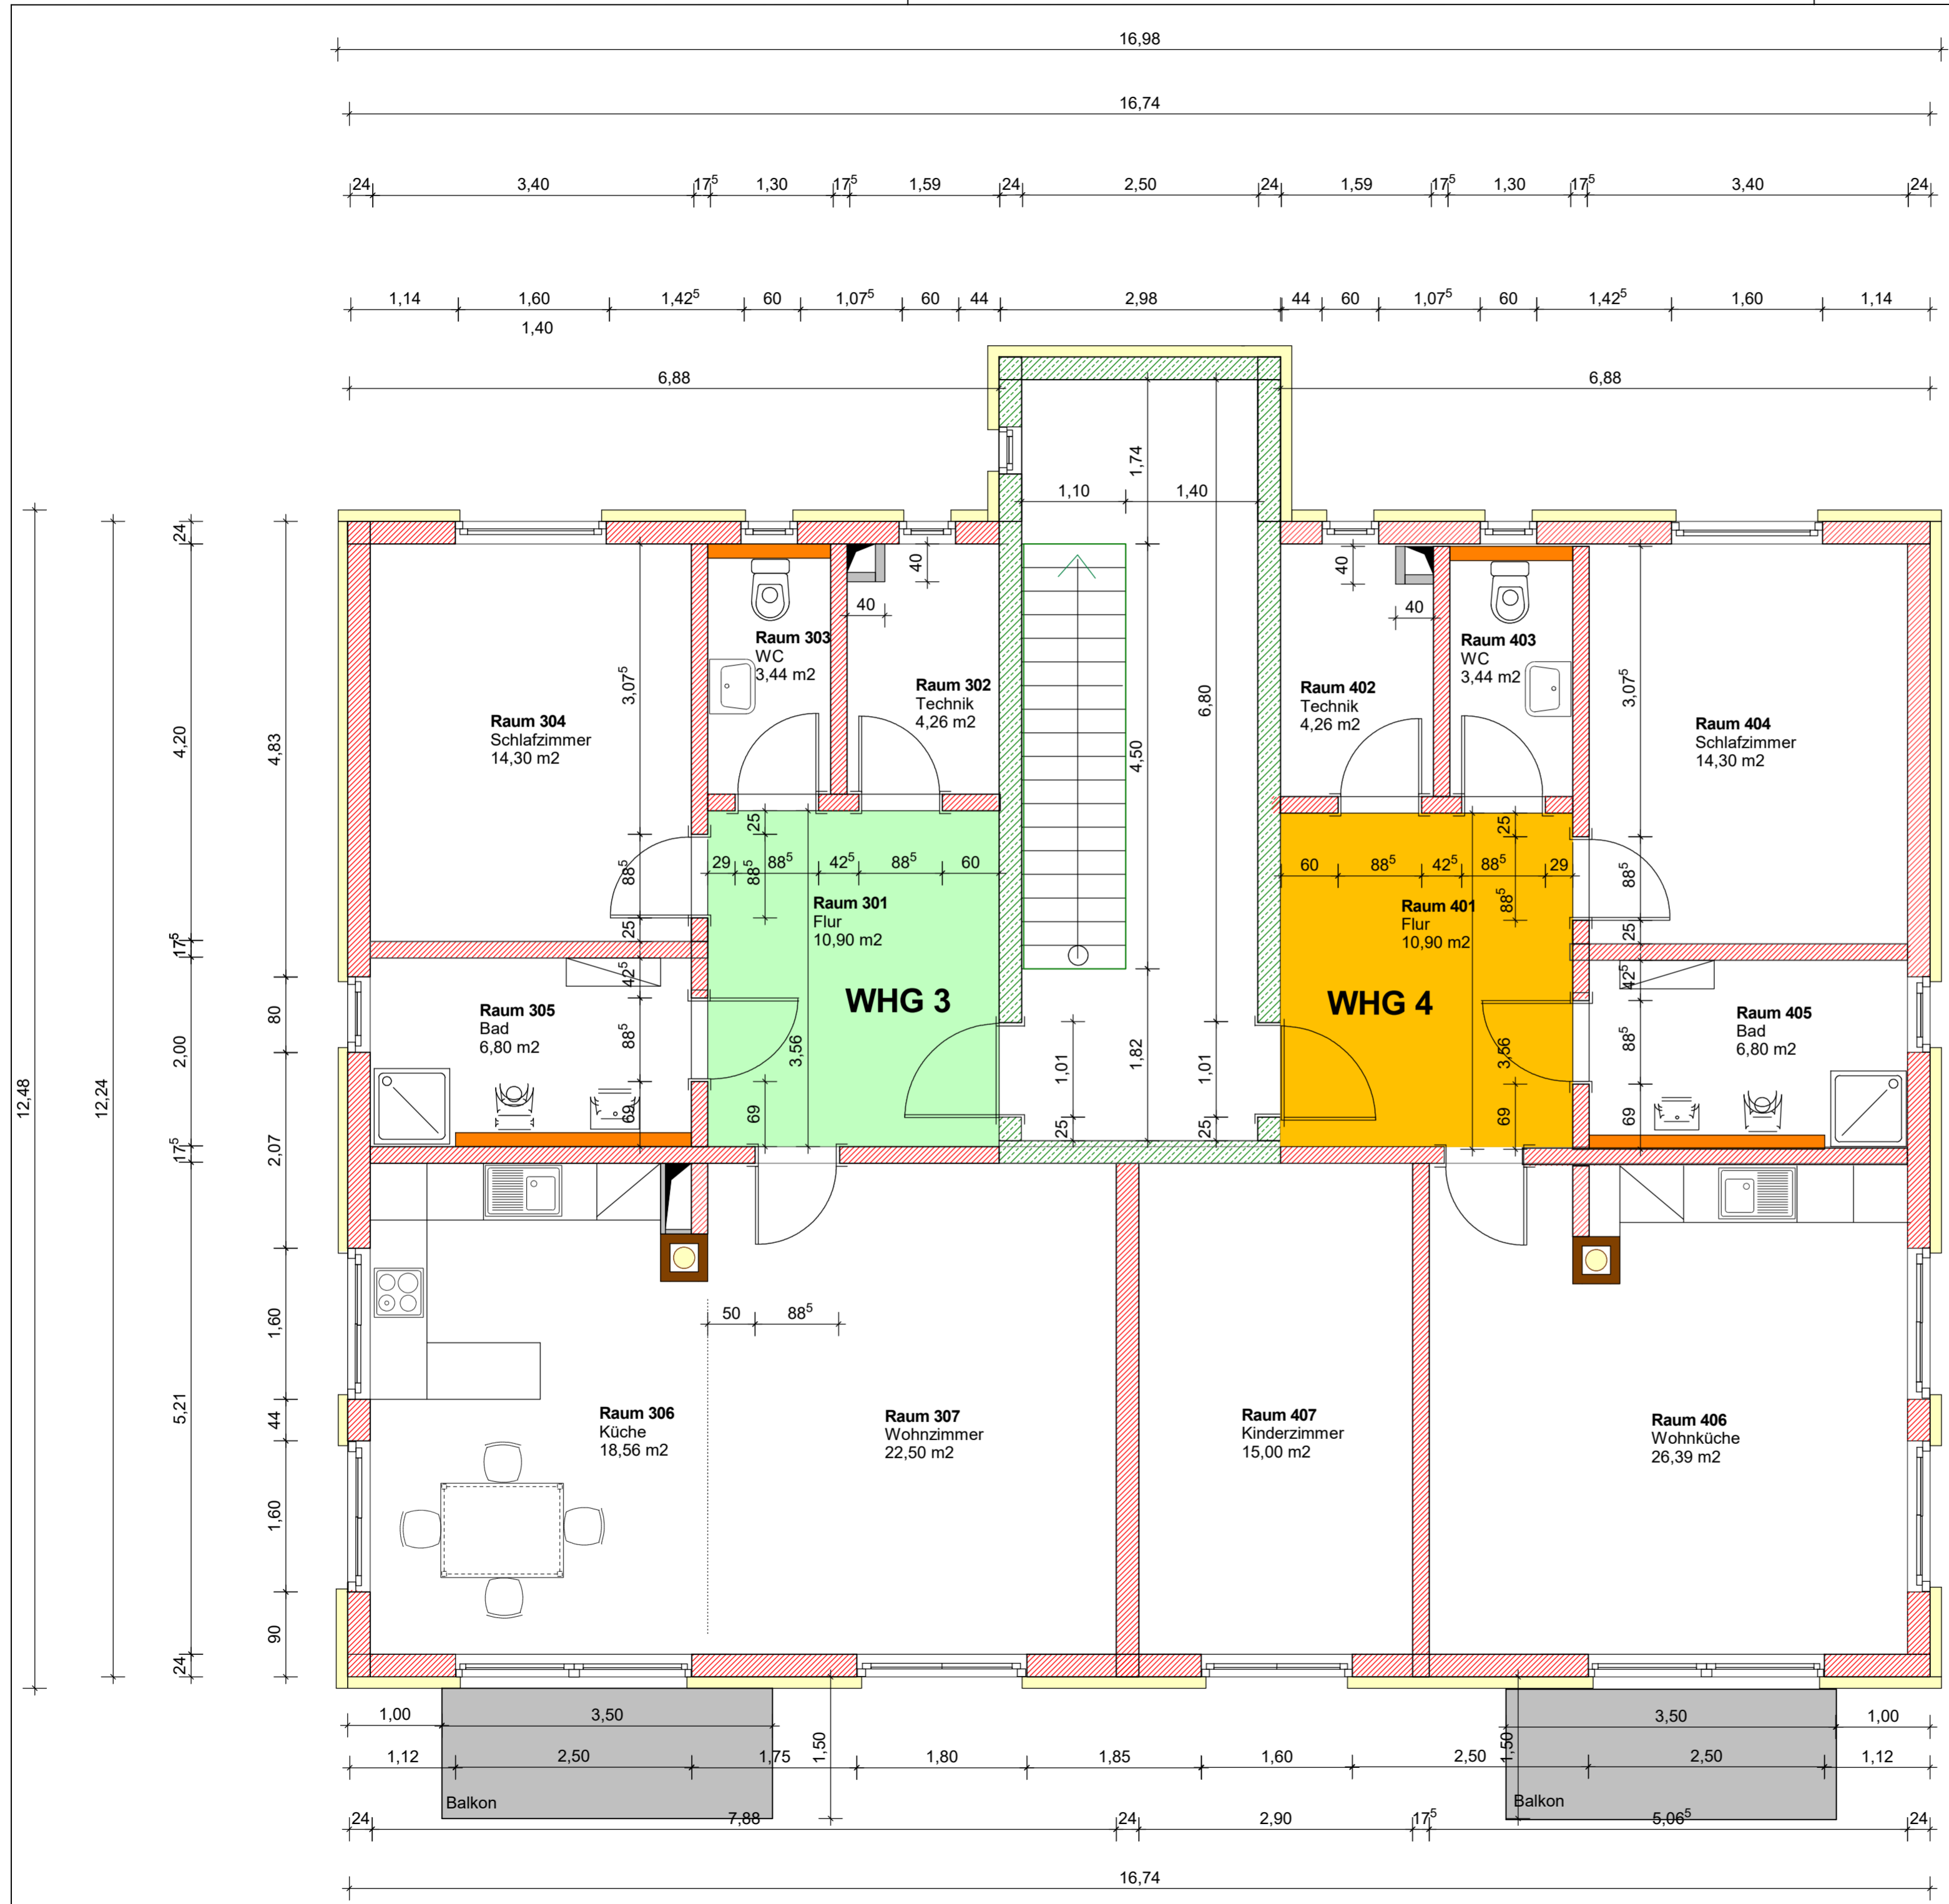 16,98
16,74
24 3,40 17⁵ 1,30 17⁵ 1,59 24 2,50 24 1,59 17⁵ 1,30 17⁵ 3,40 24
1,14 1,60 1,42⁵ 60 1,07⁵ 60 44 2,98 44 60 1,07⁵ 60 1,42⁵ 1,60 1,14
1,40
6,88 6,88
12,48
12,24
24
4,20
17⁵
2,00
17⁵
5,21
24
4,83
80
2,07
1,60
44
1,60
90
1,74
1,10 1,40
6,80
4,50
1,82
1,01
25
1,01
25
40
40
40
40
Raum 303
WC
3,44 m2
Raum 302
Technik
4,26 m2
Raum 304
Schlafzimmer
14,30 m2
3,07⁵
88⁵
25
42⁵
88⁵
69
Raum 403
WC
3,44 m2
Raum 402
Technik
4,26 m2
Raum 404
Schlafzimmer
14,30 m2
3,07⁵
88⁵
25
42⁵
88⁵
69
25
88⁵
29 88⁵ 42⁵ 88⁵ 60
Raum 301
Flur
10,90 m2
WHG 3
3,56
69
25
88⁵
60 88⁵ 42⁵ 88⁵ 29
Raum 401
Flur
10,90 m2
WHG 4
3,56
69
Raum 305
Bad
6,80 m2
Raum 405
Bad
6,80 m2
50 88⁵
Raum 306
Küche
18,56 m2
Raum 307
Wohnzimmer
22,50 m2
Raum 407
Kinderzimmer
15,00 m2
Raum 406
Wohnküche
26,39 m2
1,00 3,50 3,50 1,00
1,50
1,50
1,12 2,50 1,75 1,80 1,85 1,60 2,50 2,50 1,12
Balkon
Balkon
24 7,88 24 2,90 17⁵ 5,06⁵ 24
16,74